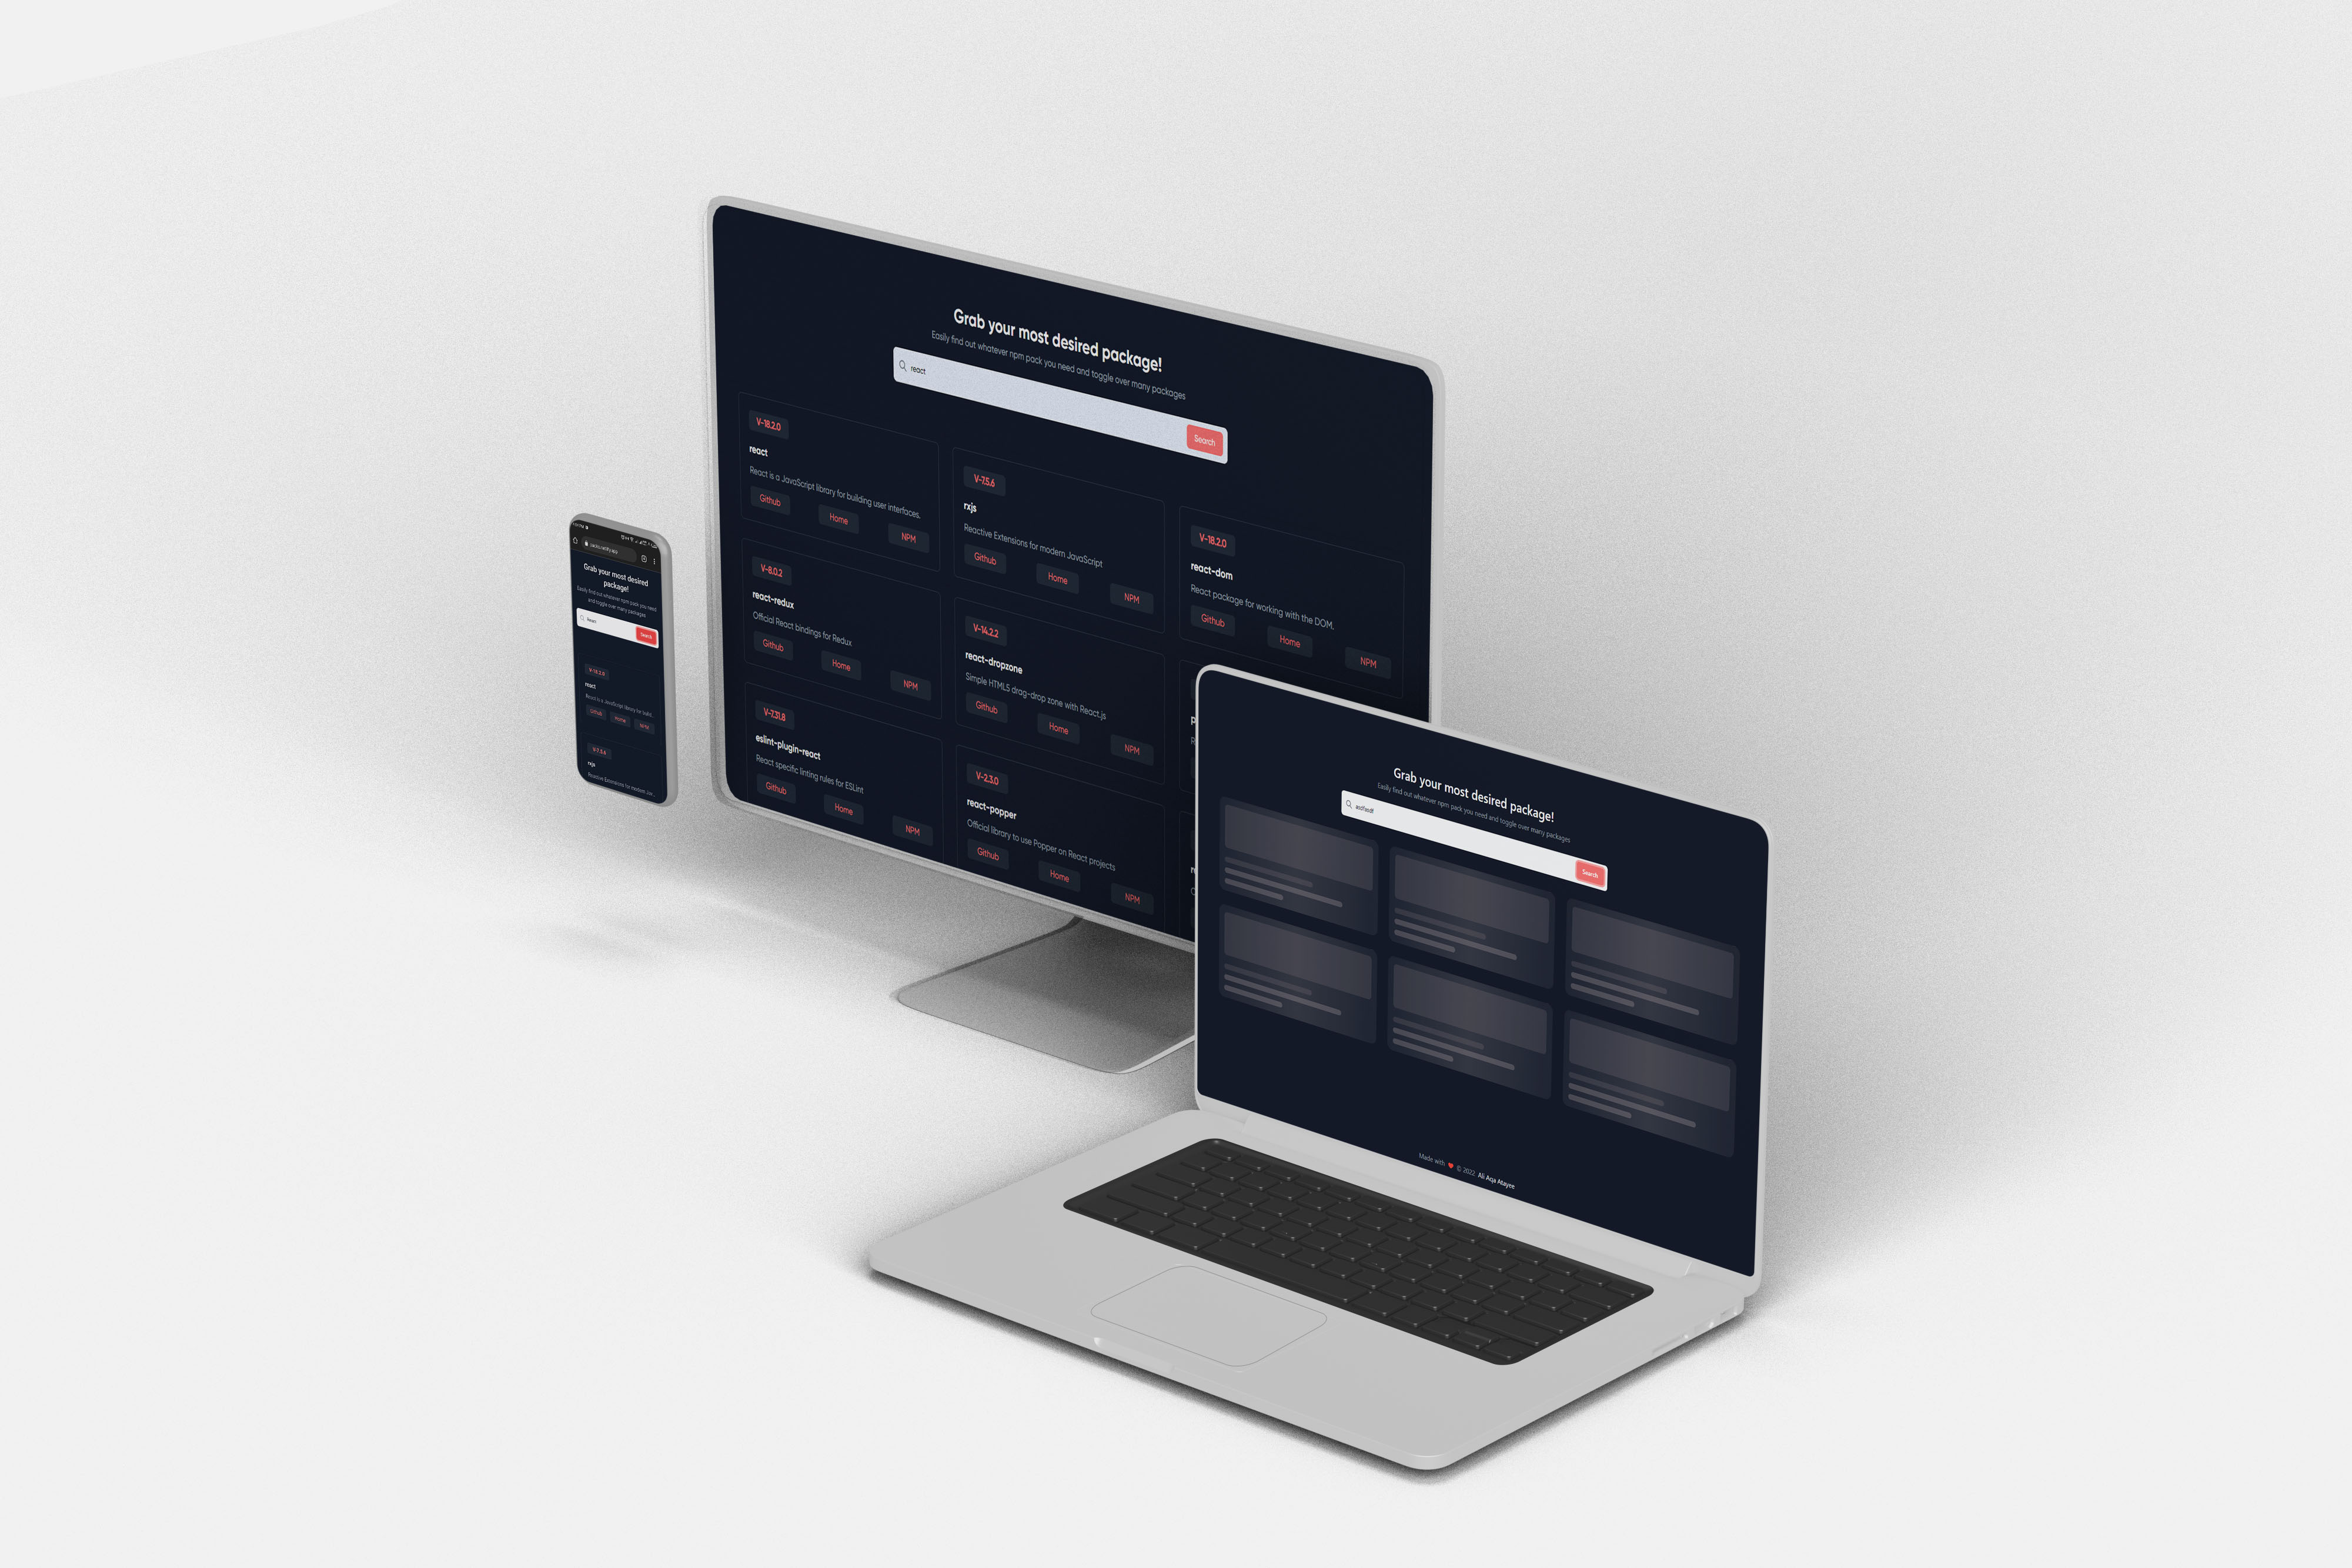 Grab your most desired package!
Easily find out whatever npm pack you need and toggle over many packages
react
Search
V-18.2.0
react
React is a JavaScript library for building user interfaces.
Github
Home
NPM
V-7.5.6
rxjs
Reactive Extensions for modern JavaScript
Github
Home
NPM
V-18.2.0
react-dom
React package for working with the DOM.
Github
Home
NPM
V-8.0.2
react-redux
Official React bindings for Redux
Github
Home
NPM
V-14.2.2
react-dropzone
Simple HTML5 drag-drop zone with React.js
Github
Home
NPM
V-7.31.8
eslint-plugin-react
React specific linting rules for ESLint
Github
Home
NPM
V-2.3.0
react-popper
Official library to use Popper on React projects
Github
Home
NPM
Grab your most desired
package!
Easily find out whatever npm pack you need
and toggle over many packages
React
Search
V-18.2.0
react
React is a JavaScript library for build...
Github
Home
NPM
V-7.5.6
rxjs
Reactive Extensions for modern Jav...
Grab your most desired package!
Easily find out whatever npm pack you need and toggle over many packages
asdfasdf
Search
Made with ❤ © 2022 Ali Aqa Atayee